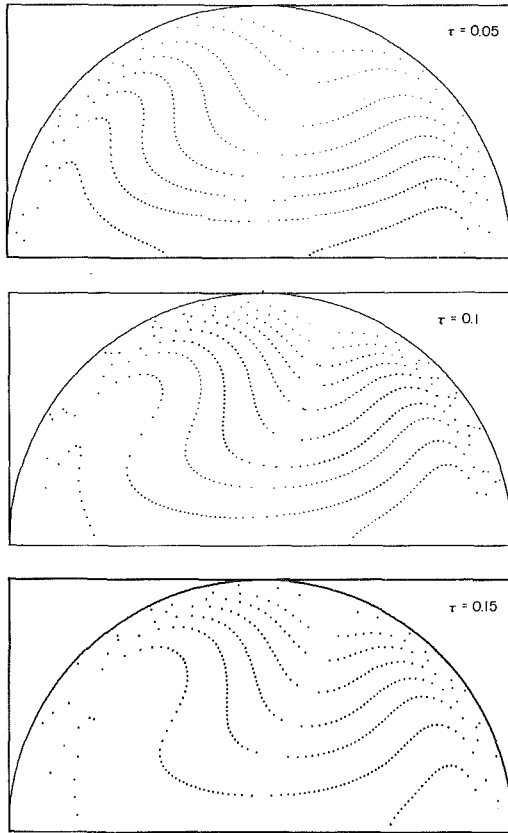 τ = 0.05
τ = 0.1
τ = 0.15